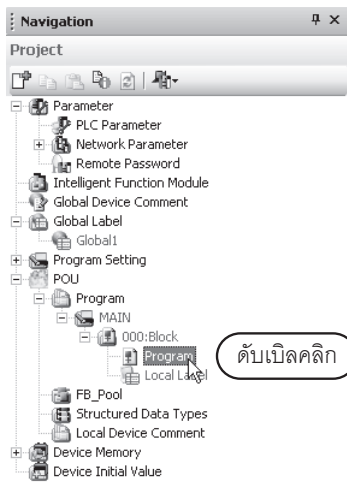 Navigation
Project
Parameter
PLC Parameter
Network Parameter
Remote Password
Intelligent Function Module
Global Device Comment
Global Label
Global1
Program Setting
POU
Program
MAIN
000:Block
Program
ดับเบิลคลิก
Local Label
FB_Pool
Structured Data Types
Local Device Comment
Device Memory
Device Initial Value